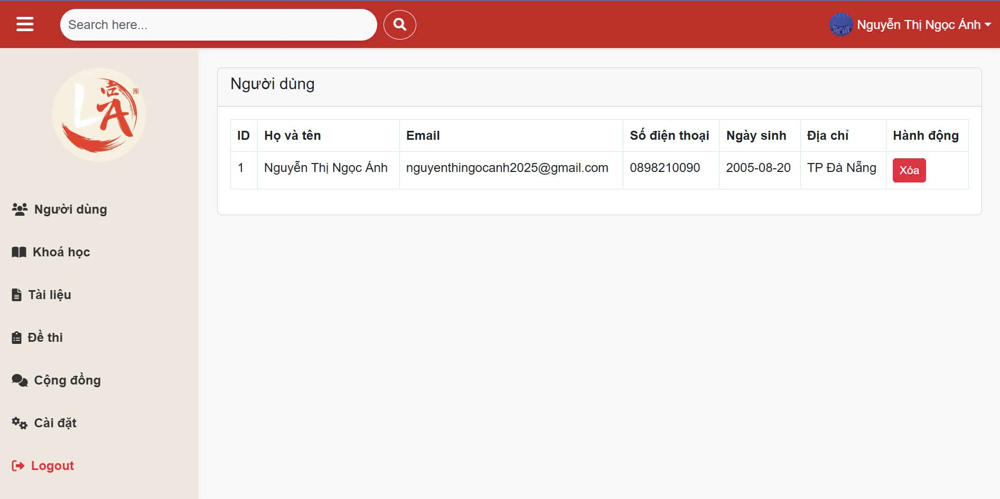 Search here...
Nguyễn Thị Ngọc Ánh
LA
Người dùng
Khoá học
Tài liệu
Đề thi
Cộng đồng
Cài đặt
Logout
Người dùng
ID Họ và tên Email Số điện thoại Ngày sinh Địa chỉ Hành động
1 Nguyễn Thị Ngọc Ánh nguyenthingocanh2025@gmail.com 0898210090 2005-08-20 TP Đà Nẵng Xóa